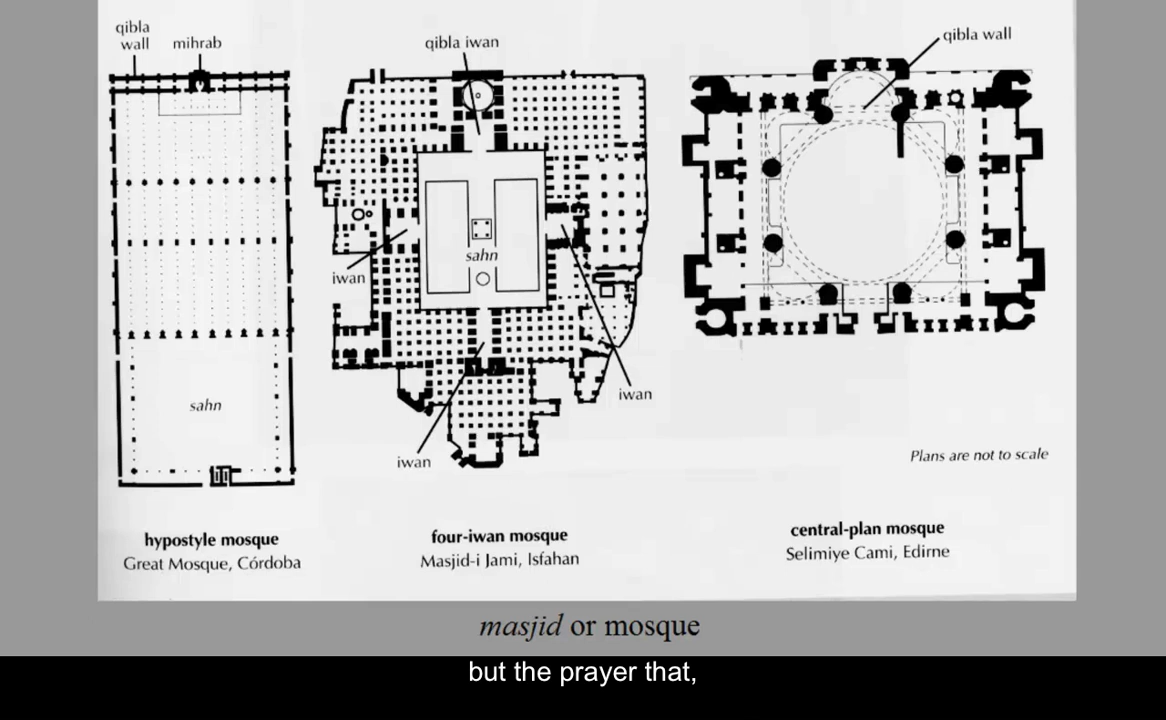 qibla
wall
mihrab
qibla iwan
qibla wall
iwan
sahn
iwan
iwan
sahn
Plans are not to scale
hypostyle mosque
Great Mosque, Córdoba
four-iwan mosque
Masjid-i Jami, Isfahan
central-plan mosque
Selimiye Cami, Edirne
masjid or mosque
but the prayer that,